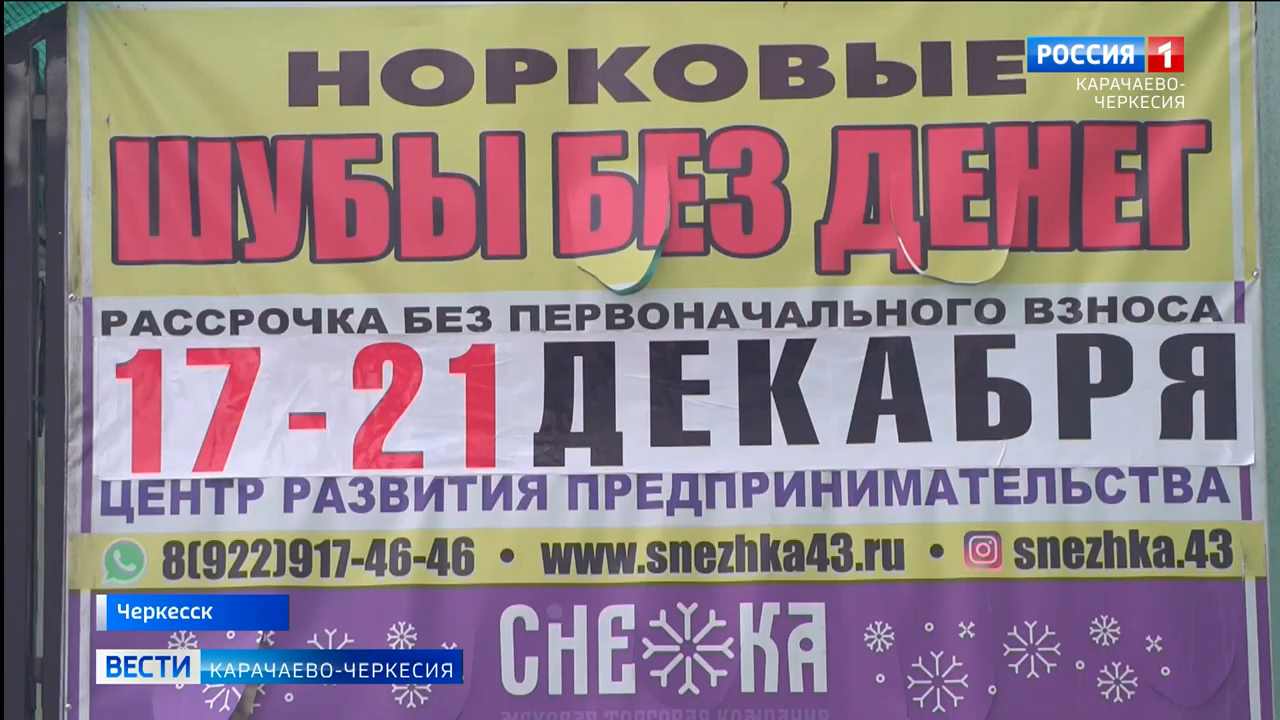 НОРКОВЫЕ
РОССИЯ 1
КАРАЧАЕВО-
ЧЕРКЕСИЯ
ШУБЫ БЕЗ ДЕНЕГ
РАССРОЧКА БЕЗ ПЕРВОНАЧАЛЬНОГО ВЗНОСА
17-21 ДЕКАБРЯ
ЦЕНТР РАЗВИТИЯ ПРЕДПРИНИМАТЕЛЬСТВА
8(922)917-46-46 • www.snezhka43.ru • snezhka.43
Черкесск
СНЕЖКА
ВЕСТИ КАРАЧАЕВО-ЧЕРКЕСИЯ